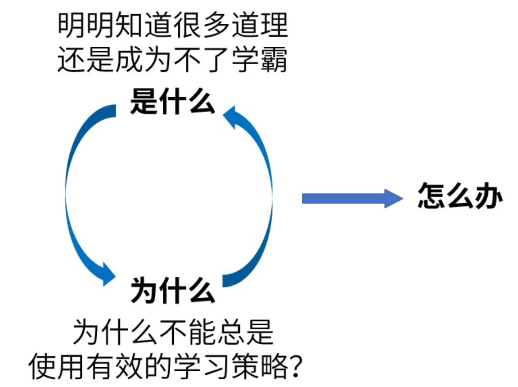 明明知道很多道理
还是成为不了学霸
是什么
怎么办
为什么
为什么不能总是
使用有效的学习策略？